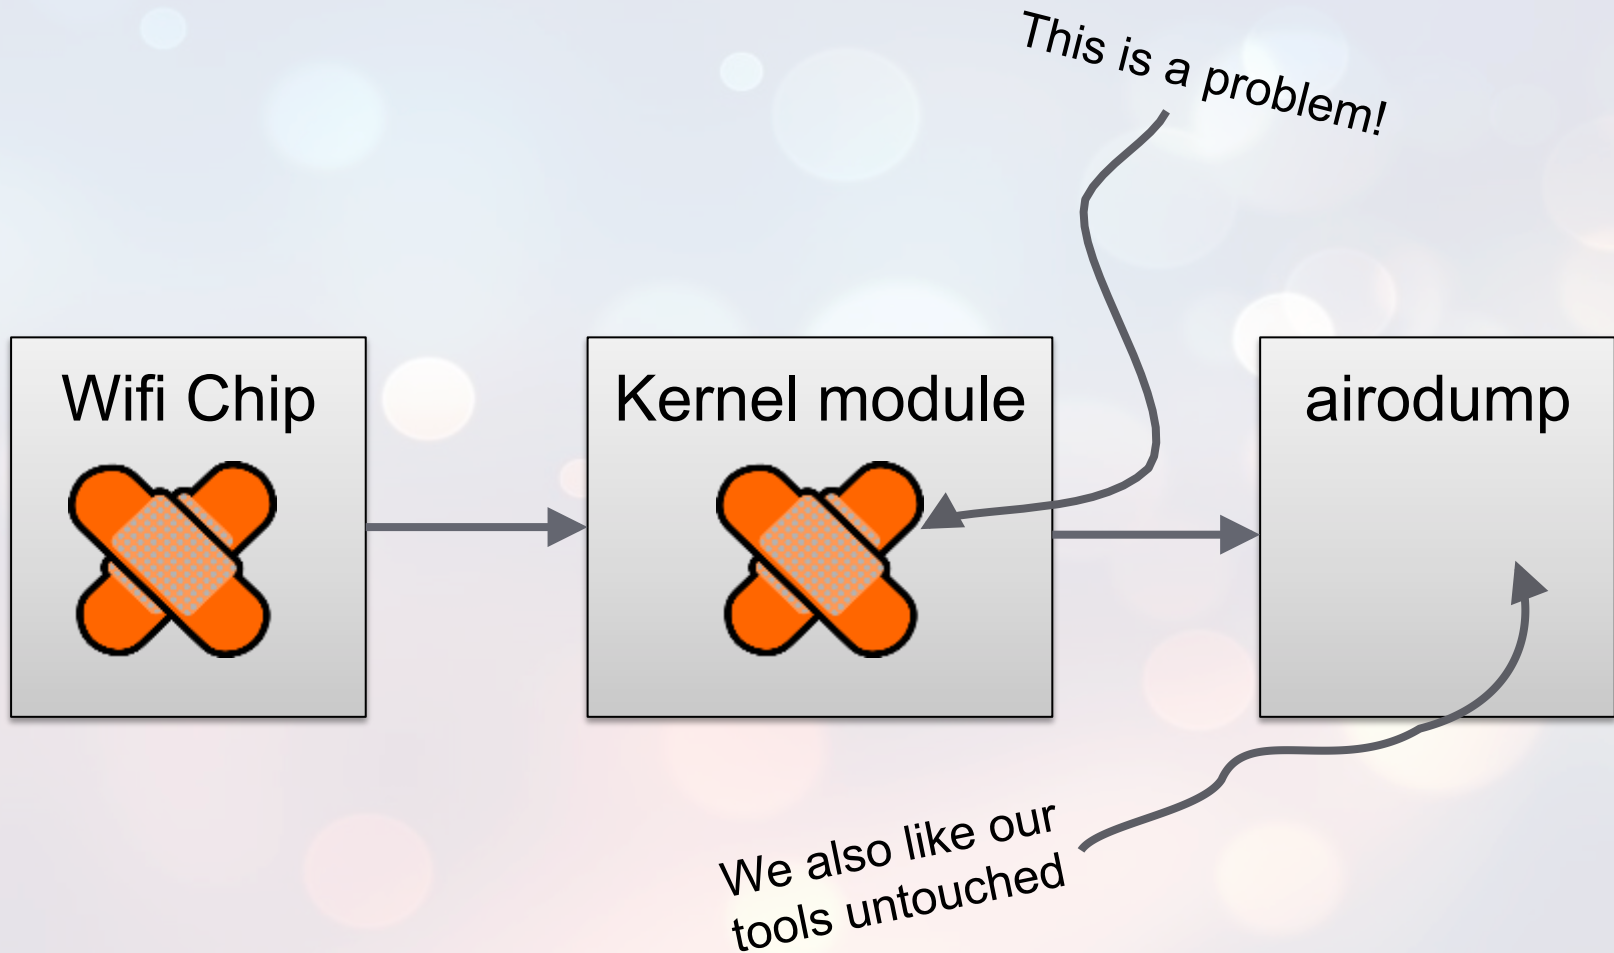 This is a problem!
Wifi Chip
Kernel module
airodump
We also like our
tools untouched